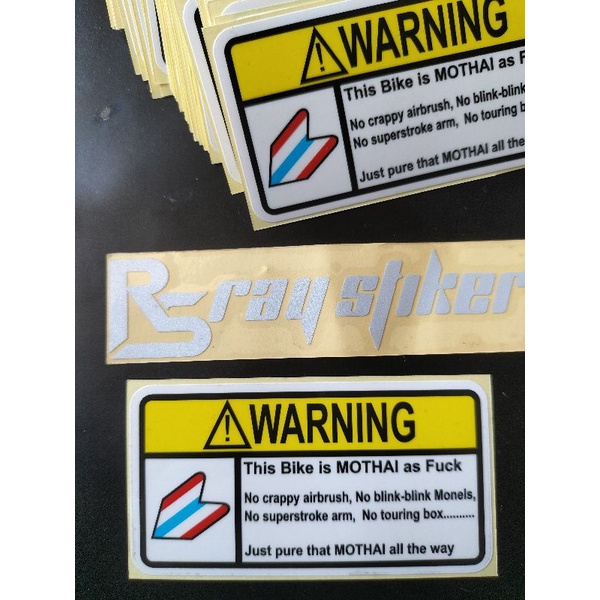 WARNING
This Bike is MOTHAI as
No crappy airbrush, No blink-blink
No superstroke arm, No touring
Just pure that MOTHAI all the
RS ray stiker
WARNING
This Bike is MOTHAI as Fuck
No crappy airbrush, No blink-blink Monels,
No superstroke arm, No touring box..........
Just pure that MOTHAI all the way